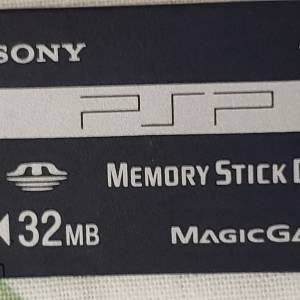 SONY
PSP
MEMORY STICK D
32MB
MAGICGA